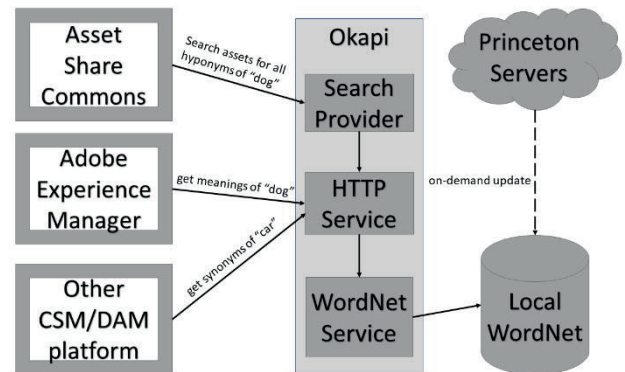 Asset
Share
Commons
Search assets for all
hyponyms of "dog"
Okapi
Search
Provider
Princeton
Servers
Adobe
Experience
Manager
get meanings of "dog"
HTTP
Service
on-demand update
get synonyms of "car"
Other
CSM/DAM
platform
WordNet
Service
Local
WordNet